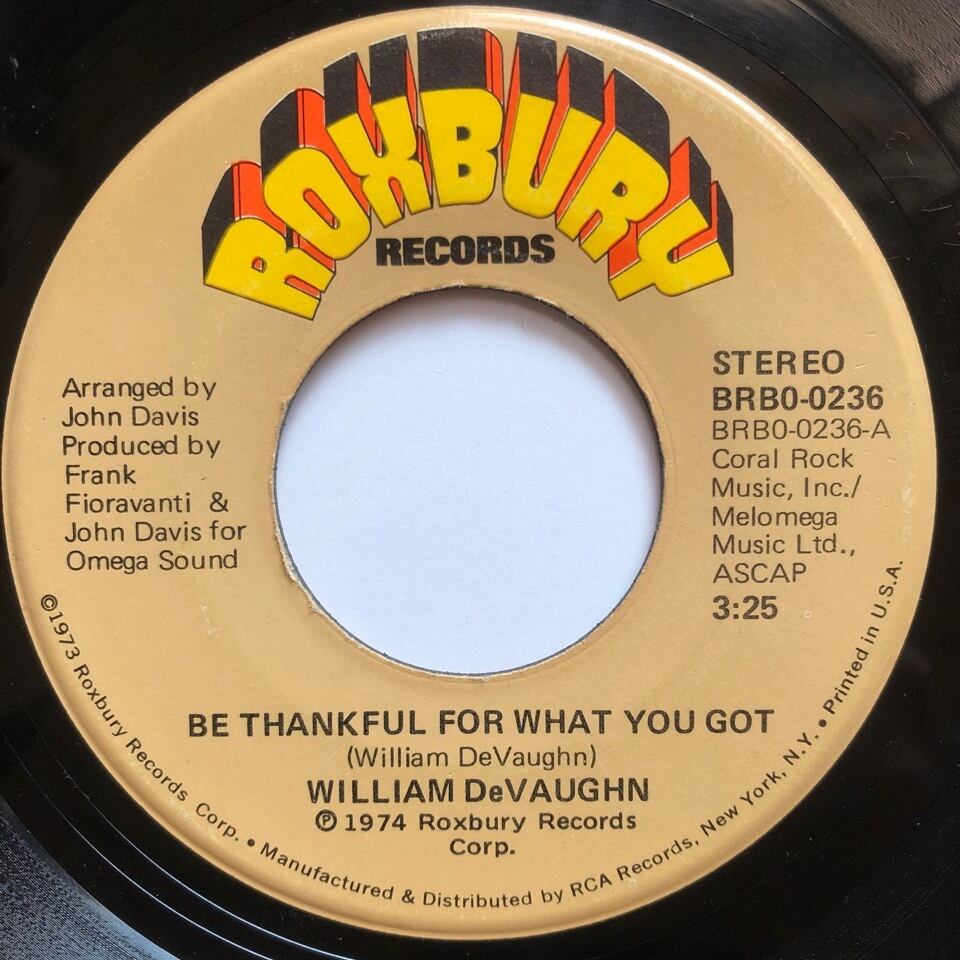 ROXBURY
RECORDS
Arranged by
John Davis
Produced by
Frank
Fioravanti &
John Davis for
Omega Sound
STEREO
BRBO-0236
BRBO-0236-A
Coral Rock
Music, Inc./
Melomega
Music Ltd.,
ASCAP
3:25
BE THANKFUL FOR WHAT YOU GOT
(William DeVaughn)
WILLIAM DeVAUGHN
℗ 1974 Roxbury Records
Corp.
©1973 Roxbury Records Corp. • Manufactured & Distributed by RCA Records, New York, N.Y. • Printed in U.S.A.